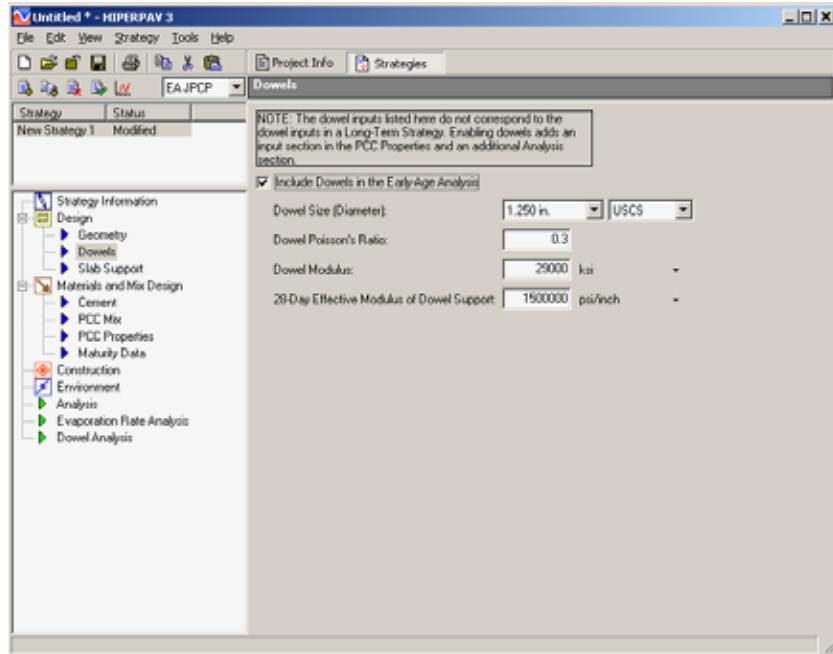 Untitled * - HIPERPAV 3
File Edit View Strategy Tools Help
Project Info Strategies
EAJPCP
Dowels
Strategy Status
New Strategy 1 Modified
NOTE: The dowel inputs listed here do not correspond to the
dowel inputs in a Long-Term Strategy. Enabling dowels adds an
input section in the PCC Properties and an additional Analysis
section.
Include Dowels in the Early-Age Analysis
Dowel Size (Diameter): 1.250 in. USCS
Dowel Poisson's Ratio: 0.3
Dowel Modulus: 29000 ksi
28-Day Effective Modulus of Dowel Support: 1500000 psi/inch
Strategy Information
Design
Geometry
Dowels
Slab Support
Materials and Mix Design
Cement
PCC Mix
PCC Properties
Maturity Data
Construction
Environment
Analysis
Evaporation Rate Analysis
Dowel Analysis